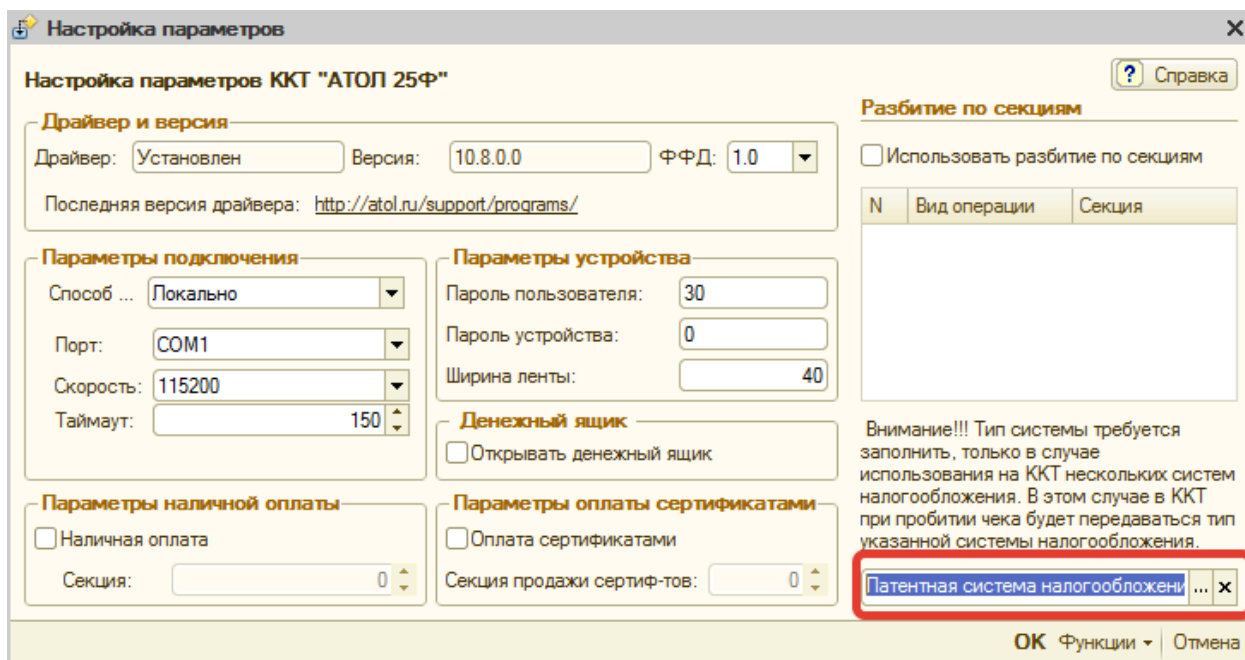 Настройка параметров
Настройка параметров ККТ "АТОЛ 25Ф"
Справка
Драйвер и версия
Драйвер: Установлен Версия: 10.8.0.0 ФФД: 1.0
Последняя версия драйвера: http://atol.ru/support/programs/
Параметры подключения
Способ ... Локально
Порт: COM1
Скорость: 115200
Таймаут: 150
Параметры устройства
Пароль пользователя: 30
Пароль устройства: 0
Ширина ленты: 40
Денежный ящик
Открывать денежный ящик
Параметры наличной оплаты
Наличная оплата
Секция: 0
Параметры оплаты сертификатами
Оплата сертификатами
Секция продажи сертиф-тов: 0
Разбитие по секциям
Использовать разбитие по секциям
N Вид операции Секция
Внимание!!! Тип системы требуется
заполнить, только в случае
использования на ККТ нескольких систем
налогообложения. В этом случае в ККТ
при пробитии чека будет передаваться тип
указанной системы налогообложения.
Патентная система налогообложени ...
OK Функции Отмена